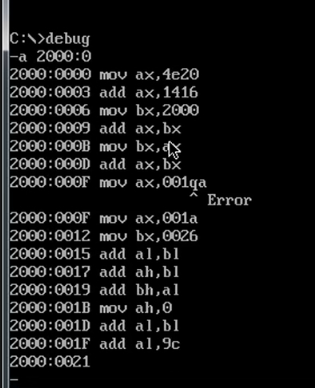 C:\>debug
-a 2000:0
2000:0000 mov ax,4e20
2000:0003 add ax,1416
2000:0006 mov bx,2000
2000:0009 add ax,bx
2000:000B mov bx,ax
2000:000D add ax,bx
2000:000F mov ax,001qa
^ Error
2000:000F mov ax,001a
2000:0012 mov bx,0026
2000:0015 add al,bl
2000:0017 add ah,bl
2000:0019 add bh,al
2000:001B mov ah,0
2000:001D add al,bl
2000:001F add al,9c
2000:0021
-